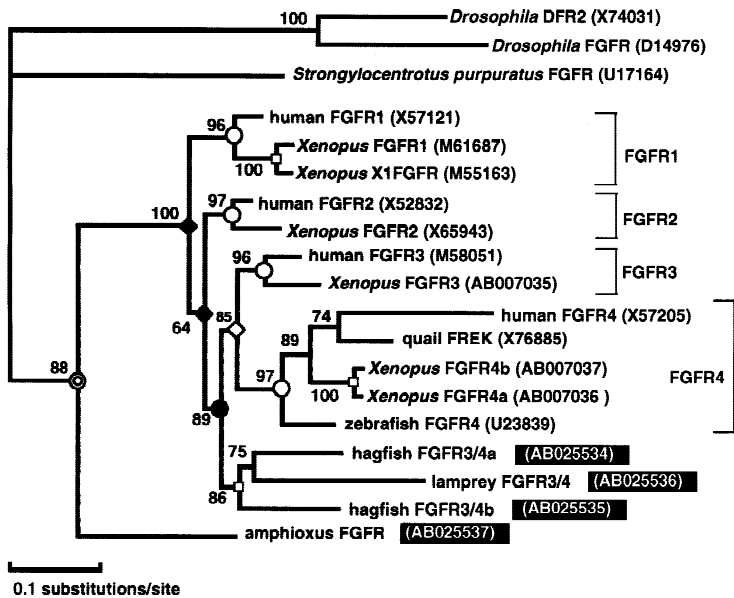 100
Drosophila DFR2 (X74031)
Drosophila FGFR (D14976)
Strongylocentrotus purpuratus FGFR (U17164)
96
human FGFR1 (X57121)
Xenopus FGFR1 (M61687)
100
Xenopus X1FGFR (M55163)
FGFR1
100
97
human FGFR2 (X52832)
Xenopus FGFR2 (X65943)
FGFR2
64
96
human FGFR3 (M58051)
Xenopus FGFR3 (AB007035)
FGFR3
85
74
human FGFR4 (X57205)
89
quail FREK (X76885)
Xenopus FGFR4b (AB007037)
100
Xenopus FGFR4a (AB007036 )
97
zebrafish FGFR4 (U23839)
FGFR4
88
89
75
hagfish FGFR3/4a (AB025534)
lamprey FGFR3/4 (AB025536)
86
hagfish FGFR3/4b (AB025535)
amphioxus FGFR (AB025537)
0.1 substitutions/site